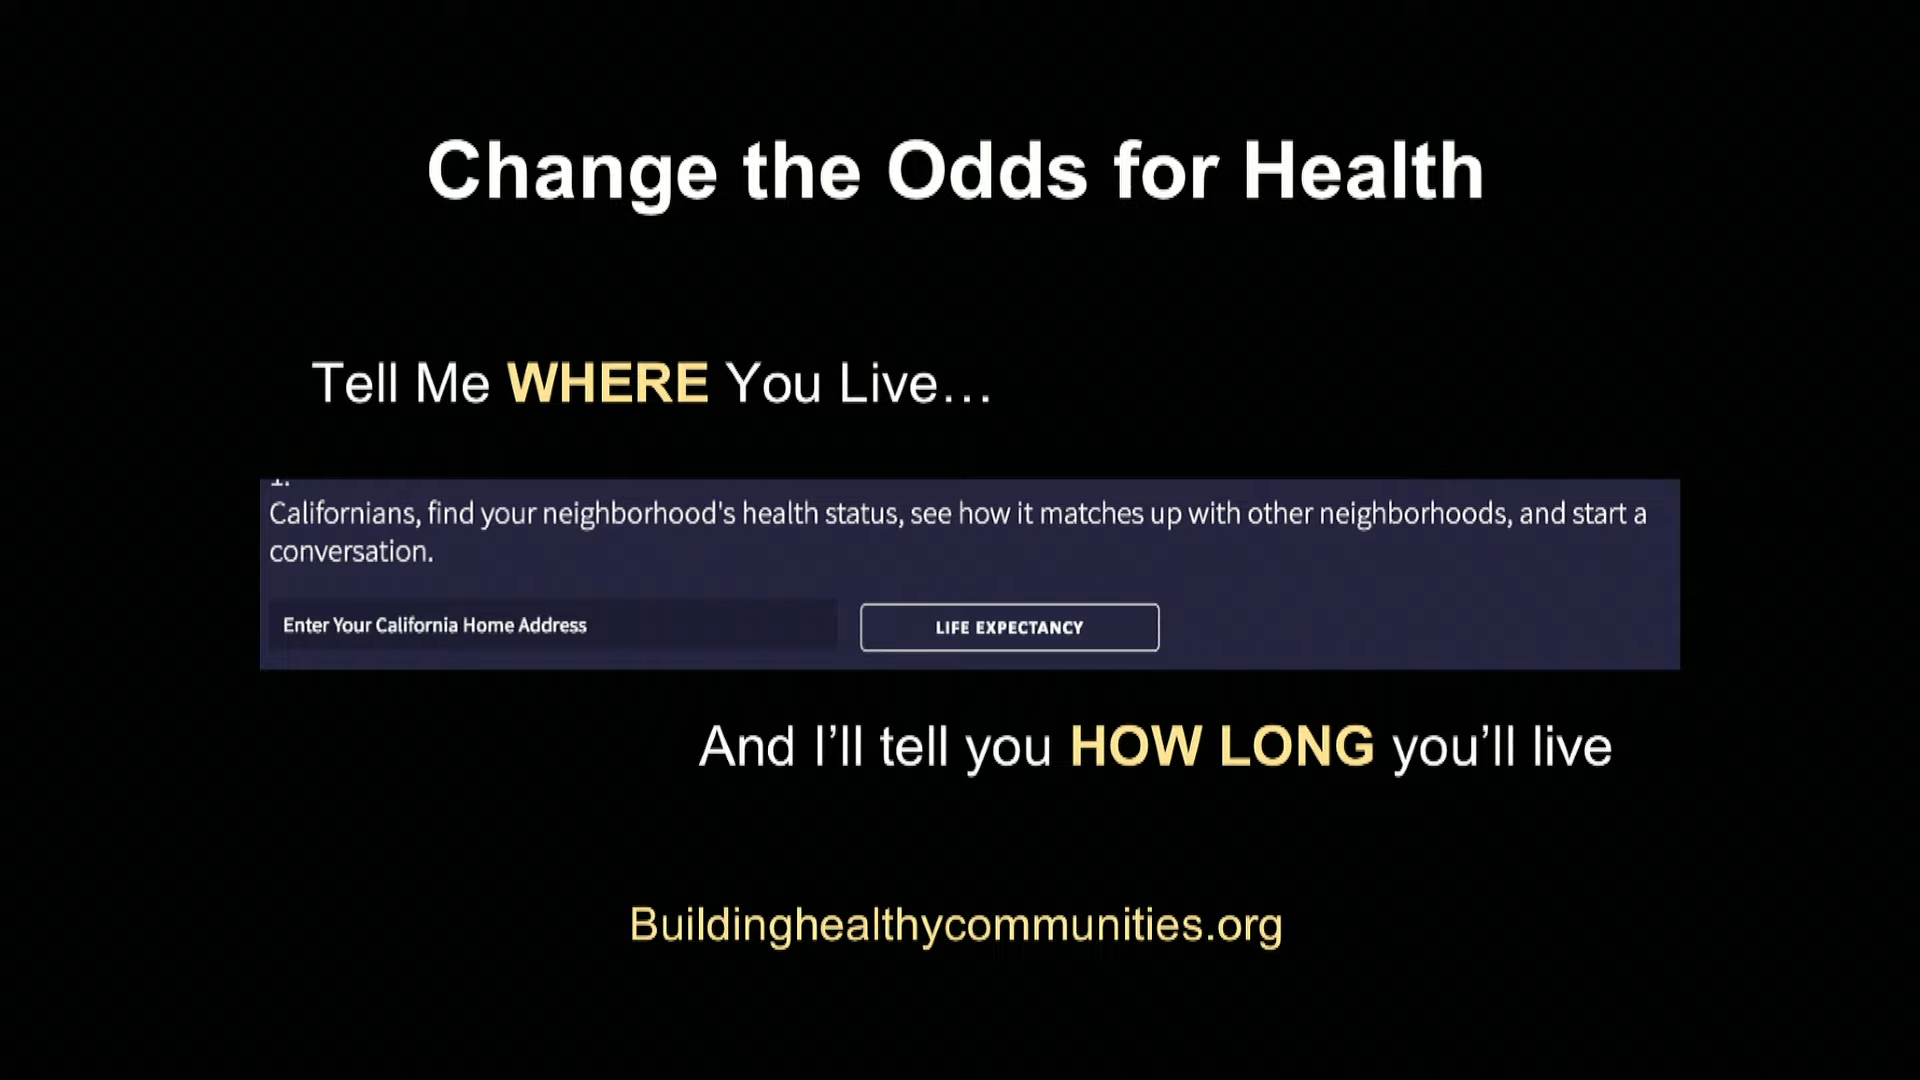 Change the Odds for Health
Tell Me WHERE You Live…
1.
Californians, find your neighborhood's health status, see how it matches up with other neighborhoods, and start a
conversation.
Enter Your California Home Address
LIFE EXPECTANCY
And I’ll tell you HOW LONG you’ll live
Buildinghealthycommunities.org